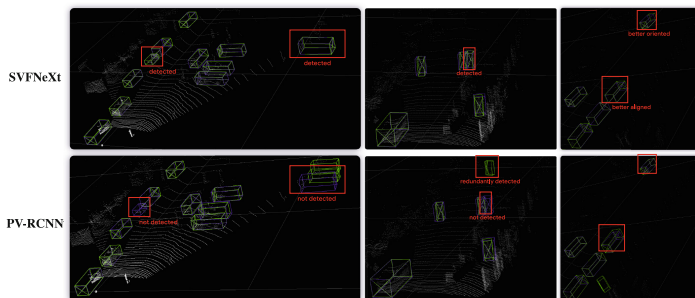 SVFNeXt
detected
detected
detected
better oriented
better aligned
PV-RCNN
not detected
not detected
redundantly detected
not detected